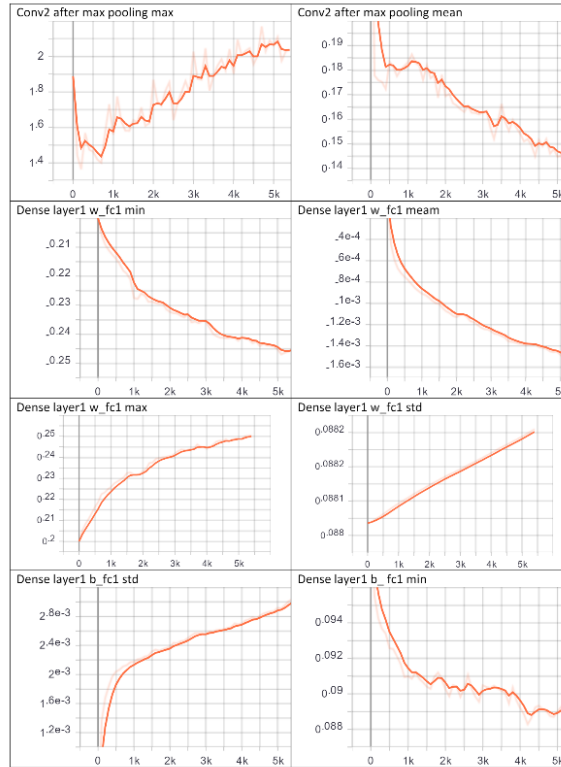 Conv2 after max pooling max
2
1.8
1.6
1.4
0 1k 2k 3k 4k 5k
Conv2 after max pooling mean
0.19
0.18
0.17
0.16
0.15
0.14
0 1k 2k 3k 4k 5k
Dense layer1 w_fc1 min
-0.21
-0.22
-0.23
-0.24
-0.25
0 1k 2k 3k 4k 5k
Dense layer1 w_fc1 meam
-.4e-4
-.6e-4
-.8e-4
-.1e-3
-1.2e-3
-1.4e-3
-1.6e-3
0 1k 2k 3k 4k 5k
Dense layer1 w_fc1 max
0.26
0.24
0.22
0.21
0.2
0 1k 2k 3k 4k 5k
Dense layer1 w_fc1 std
0.0882
0.0882
0.0881
0.088
0 1k 2k 3k 4k 5k
Dense layer1 b_fc1 std
2.8e-3
2.4e-3
2e-3
1.6e-3
1.2e-3
0 1k 2k 3k 4k 5k
Dense layer1 b_fc1 min
0.094
0.092
0.09
0.088
0 1k 2k 3k 4k 5k